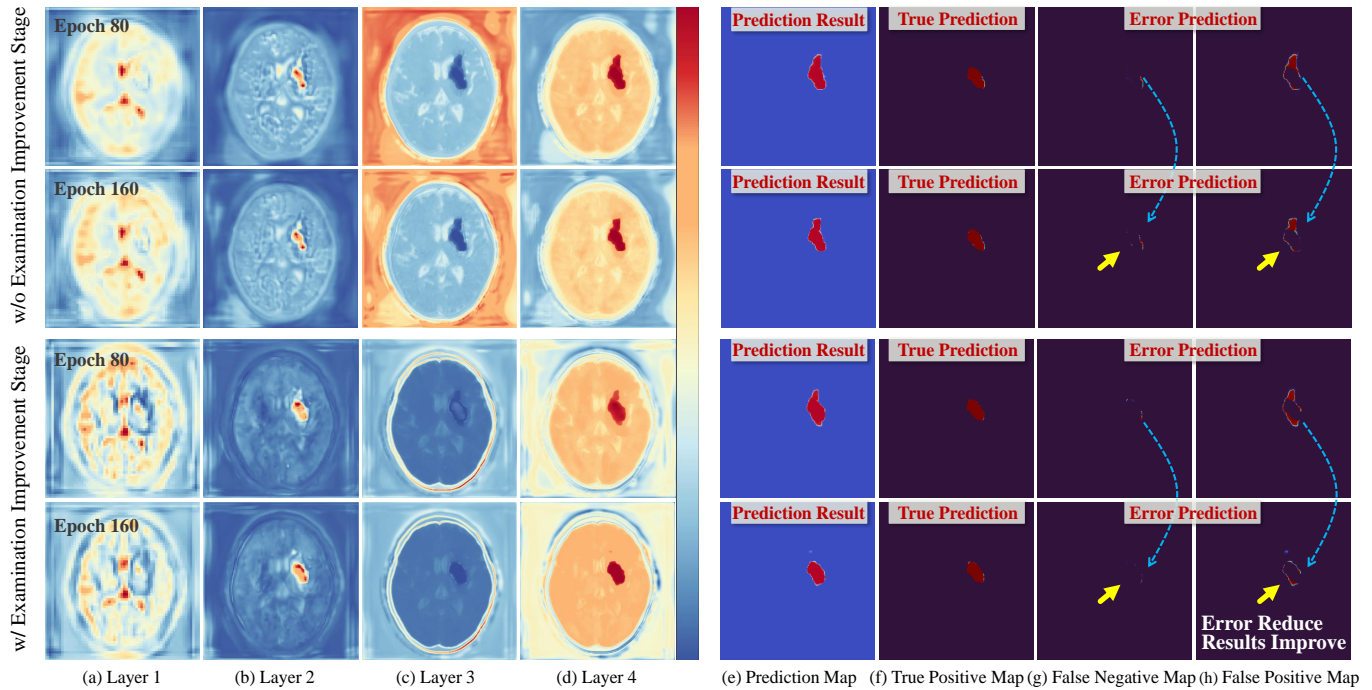 w/o Examination Improvement Stage
Epoch 80
Prediction Result
True Prediction
Error Prediction
Epoch 160
Prediction Result
True Prediction
Error Prediction
w/ Examination Improvement Stage
Epoch 80
Prediction Result
True Prediction
Error Prediction
Epoch 160
Prediction Result
True Prediction
Error Prediction
Error Reduce
Results Improve
(a) Layer 1
(b) Layer 2
(c) Layer 3
(d) Layer 4
(e) Prediction Map
(f) True Positive Map
(g) False Negative Map
(h) False Positive Map